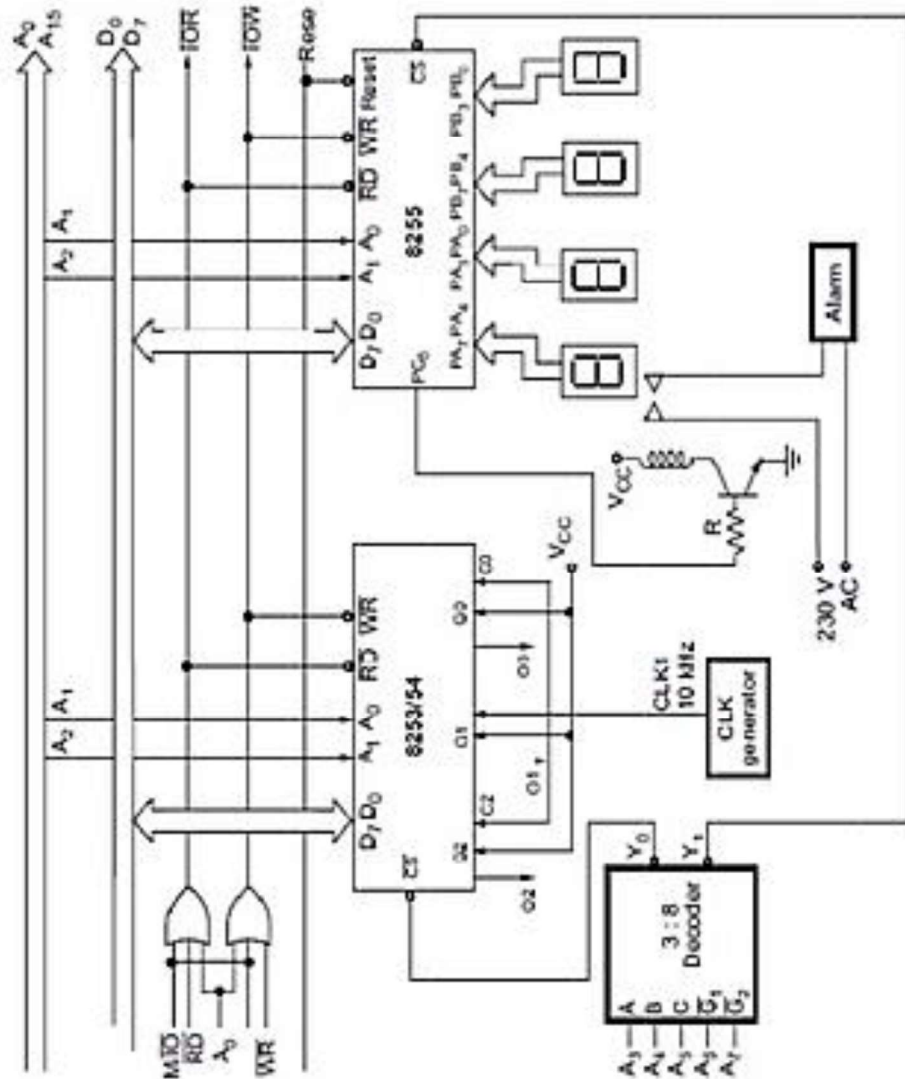 A0
A15
D0
D7
IOR
IOW
Rese
A2 A1
A2 A1
M/IO
RD
A0
WR
D7 D0 A1 A0 RD WR
CS
8253/54
G2 C2 G1 G0 C0
O2
O1
VCC
D7 D0 A1 A0 RD WR Reset
8255
CS
PC0
PA7 PA4 PA3 PA0 PB7 PB4 PB3 PB0
VCC
R
230 V
AC
Alarm
CLK1
10 kHz
CLK
generator
A3 A
A4 B
A5 C
G1
A7 G2
3 : 8
Decoder
Y0
Y1